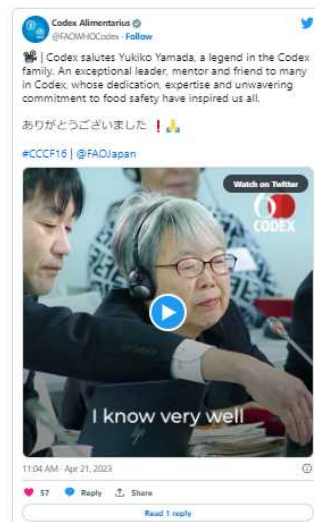 Codex Alimentarius
@FAOWHOCodex · Follow
| Codex salutes Yukiko Yamada, a legend in the Codex
family. An exceptional leader, mentor and friend to many
in Codex, whose dedication, expertise and unwavering
commitment to food safety have inspired us all.
ありがとうございました❗🙏
#CCCF16 | @FAOJapan
Watch on Twitter
CODEX
I know very well
11:04 AM · Apr 21, 2023
57 Reply Share
Read 1 reply